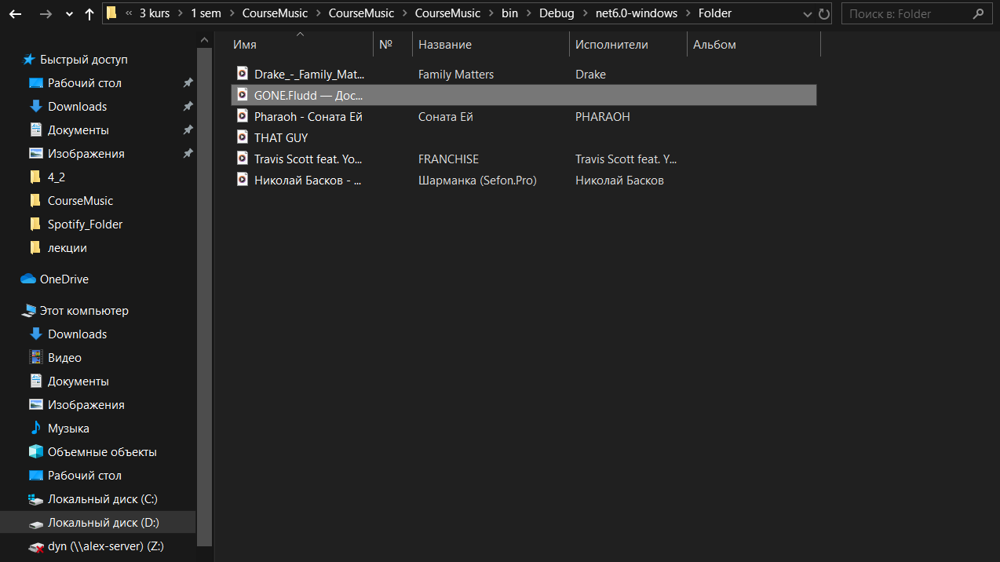 « 3 kurs > 1 sem > CourseMusic > CourseMusic > CourseMusic > bin > Debug > net6.0-windows > Folder
Поиск в: Folder
Имя № Название Исполнители Альбом
Drake_-_Family_Mat... Family Matters Drake
GONE.Fludd — Дос...
Pharaoh - Соната Ей Соната Ей PHARAOH
THAT GUY
Travis Scott feat. Yo... FRANCHISE Travis Scott feat. Y...
Николай Басков - ... Шарманка (Sefon.Pro) Николай Басков
Быстрый доступ
Рабочий стол
Downloads
Документы
Изображения
4_2
CourseMusic
Spotify_Folder
лекции
OneDrive
Этот компьютер
Downloads
Видео
Документы
Изображения
Музыка
Объемные объекты
Рабочий стол
Локальный диск (C:)
Локальный диск (D:)
dyn (\\alex-server) (Z:)